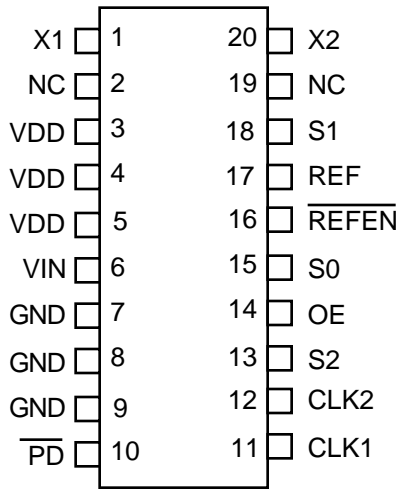 X1 1 20 X2
NC 2 19 NC
VDD 3 18 S1
VDD 4 17 REF
VDD 5 16 REFEN
VIN 6 15 S0
GND 7 14 OE
GND 8 13 S2
GND 9 12 CLK2
PD 10 11 CLK1